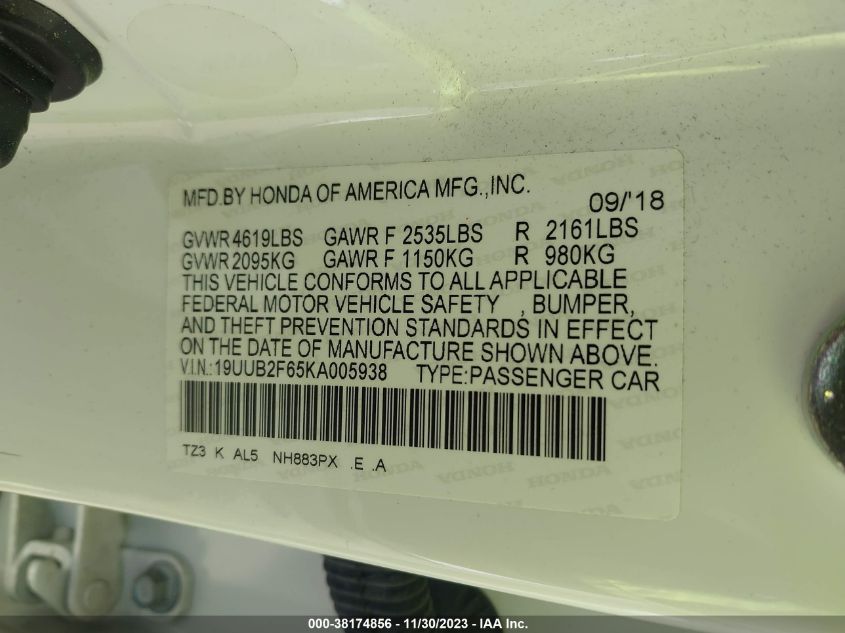 MFD.BY HONDA OF AMERICA MFG.,INC. 09/'18
GVWR 4619LBS GAWR F 2535LBS R 2161LBS
GVWR 2095KG GAWR F 1150KG R 980KG
THIS VEHICLE CONFORMS TO ALL APPLICABLE
FEDERAL MOTOR VEHICLE SAFETY , BUMPER,
AND THEFT PREVENTION STANDARDS IN EFFECT
ON THE DATE OF MANUFACTURE SHOWN ABOVE.
V.I.N.:19UUB2F65KA005938 TYPE:PASSENGER CAR
TZ3 K AL5 NH883PX .E .A
000-38174856 - 11/30/2023 - IAA Inc.